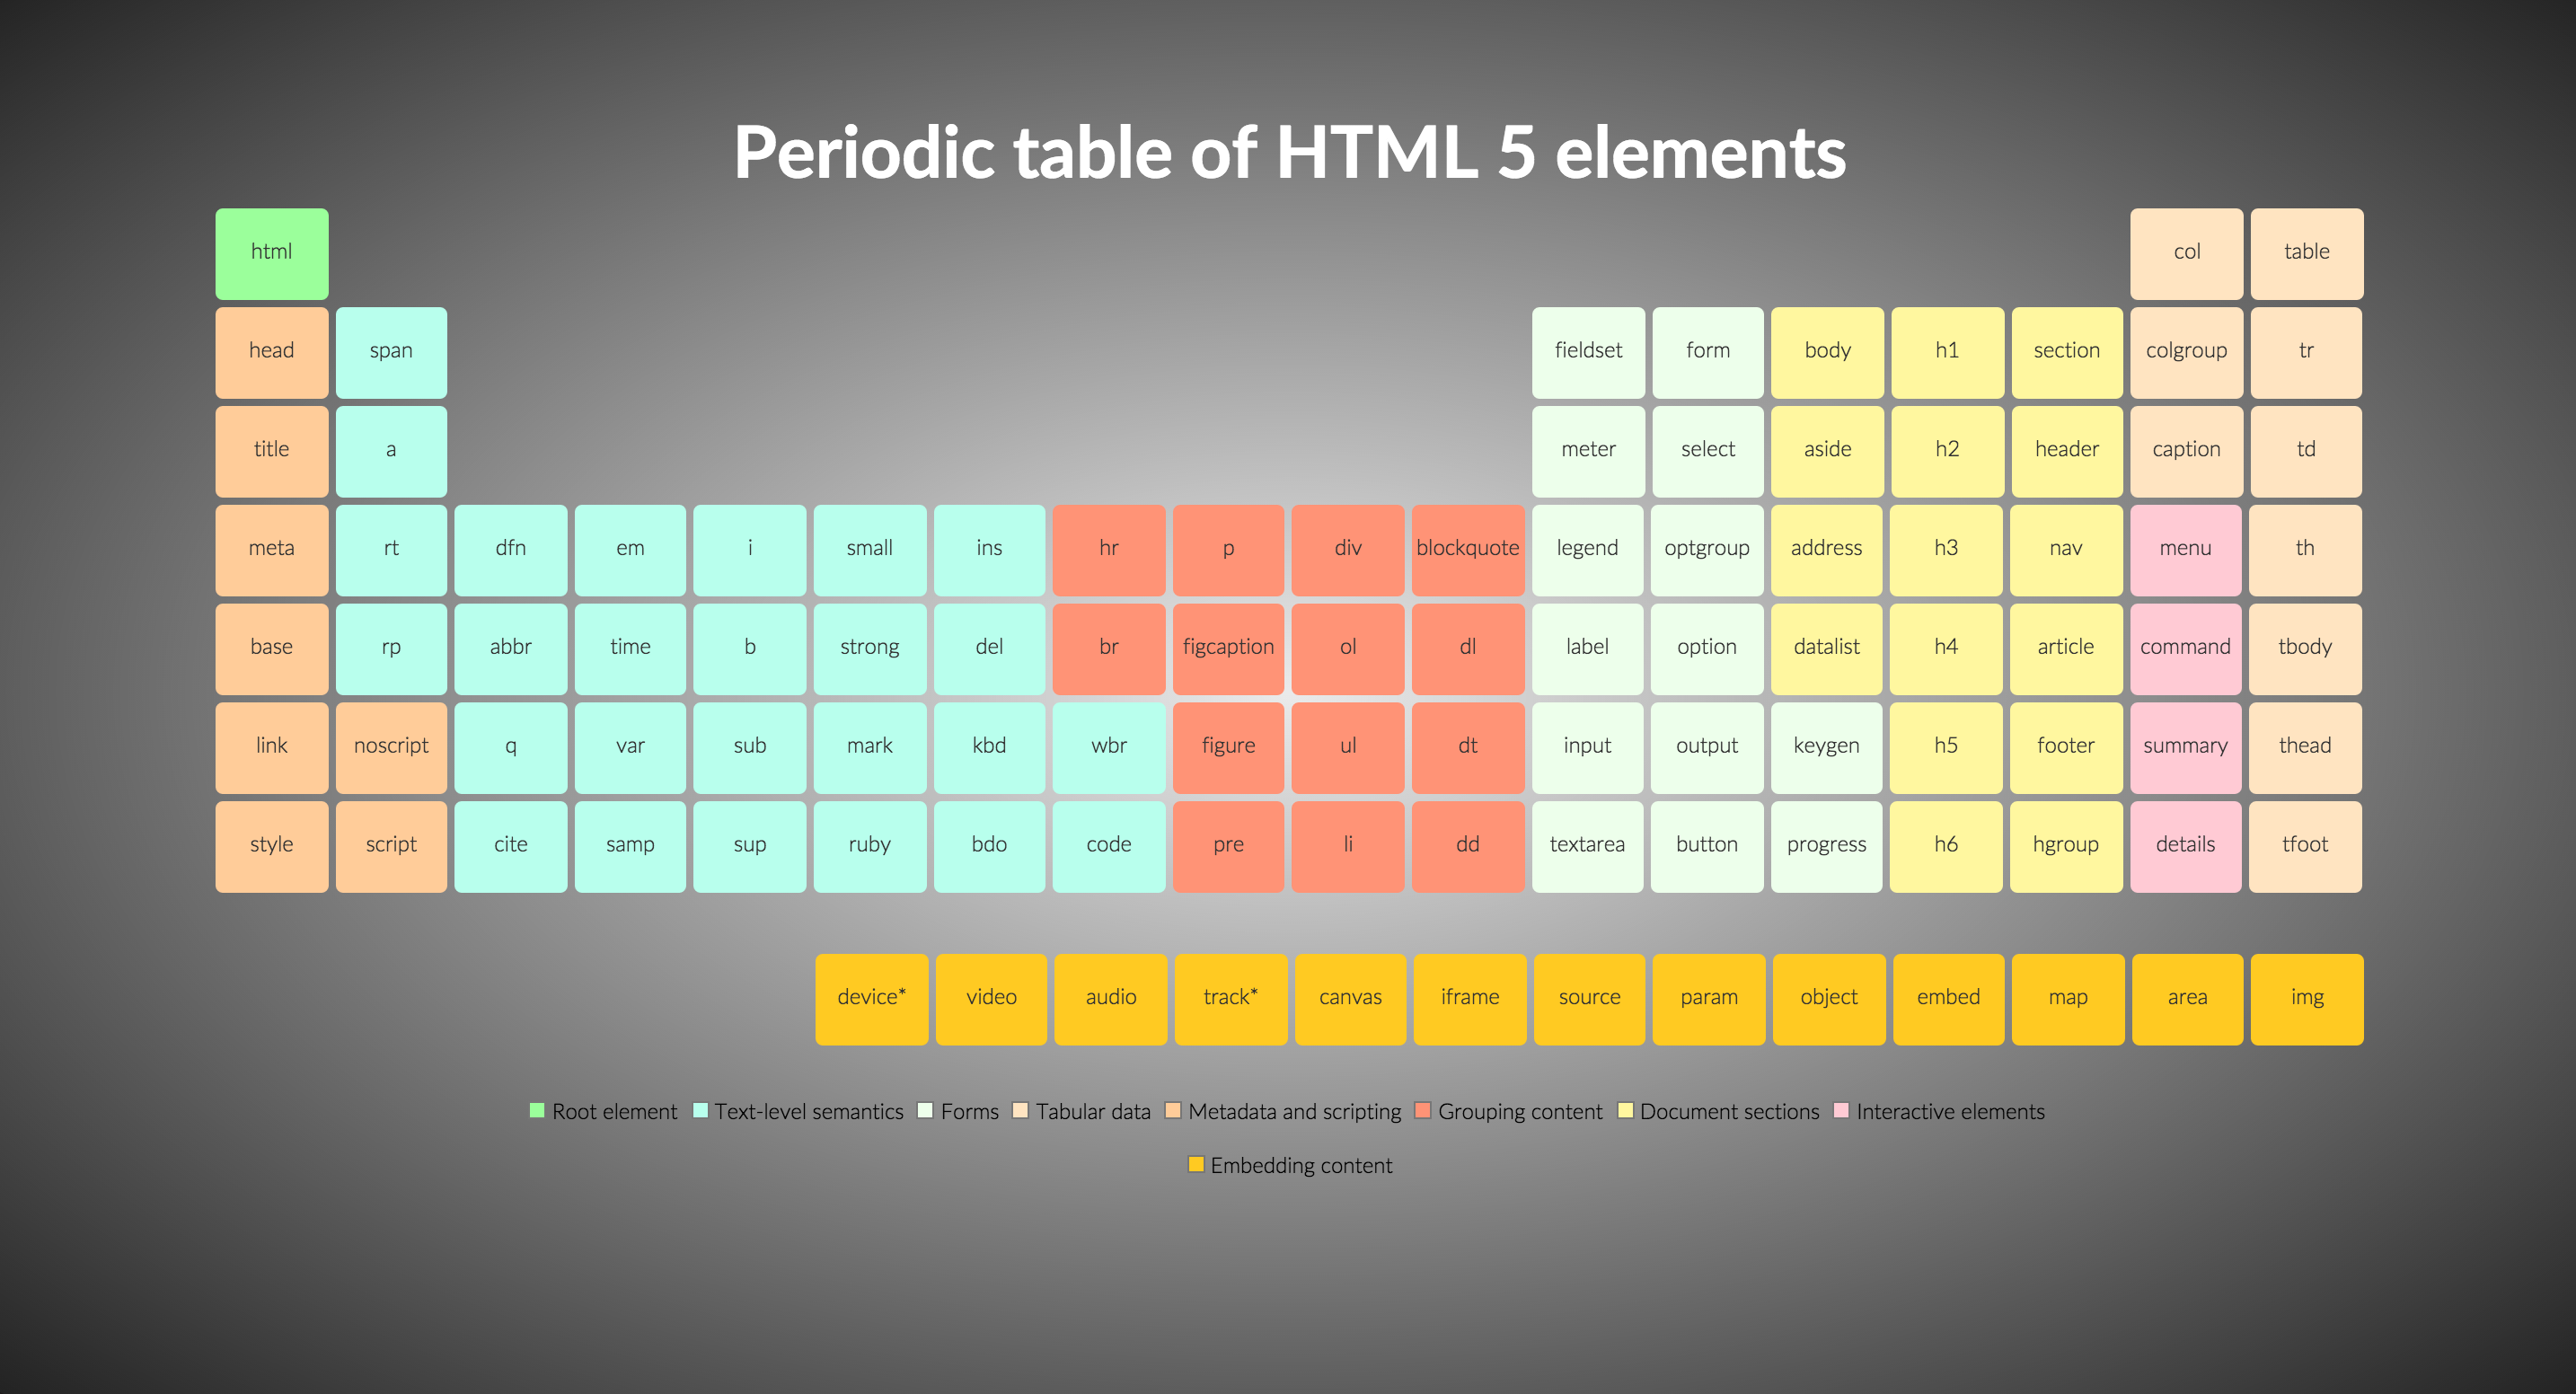 Periodic table of HTML 5 elements
html col table
head span fieldset form body h1 section colgroup tr
title a meter select aside h2 header caption td
meta rt dfn em i small ins hr p div blockquote legend optgroup address h3 nav menu th
base rp abbr time b strong del br figcaption ol dl label option datalist h4 article command tbody
link noscript q var sub mark kbd wbr figure ul dt input output keygen h5 footer summary thead
style script cite samp sup ruby bdo code pre li dd textarea button progress h6 hgroup details tfoot
device* video audio track* canvas iframe source param object embed map area img
Root element Text-level semantics Forms Tabular data Metadata and scripting Grouping content Document sections Interactive elements
Embedding content